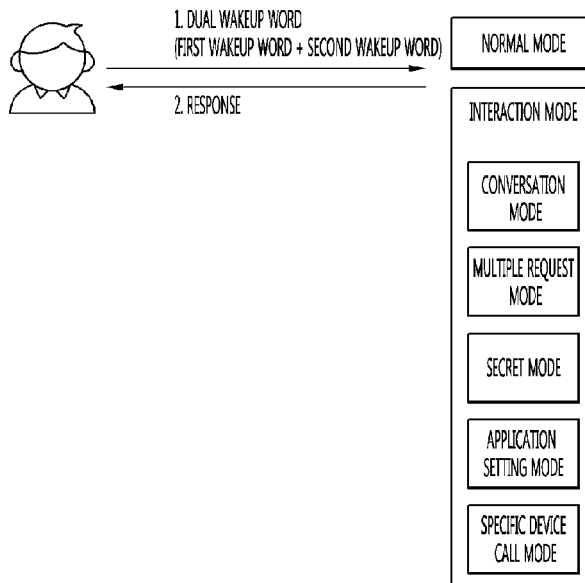 1. DUAL WAKEUP WORD
(FIRST WAKEUP WORD + SECOND WAKEUP WORD)
2. RESPONSE
NORMAL MODE
INTERACTION MODE
CONVERSATION
MODE
MULTIPLE REQUEST
MODE
SECRET MODE
APPLICATION
SETTING MODE
SPECIFIC DEVICE
CALL MODE